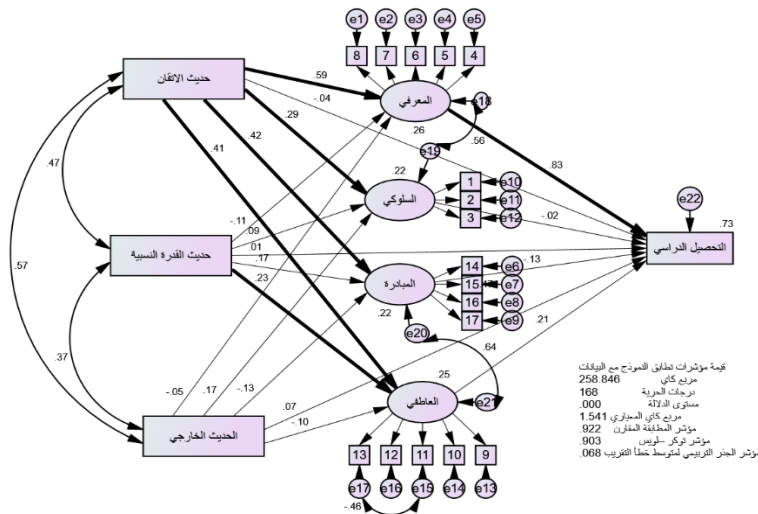 e1 e2 e3 e4 e5
8 7 6 5 4
حديث الاتقان
.59
-.04
المعرفي
e18
.26
.56
.29
.42
.41
e19
.83
.22
السلوكي
1 e10
2 e11
3 e12
-.02
e22
.73
التحصيل الدراسي
.47
.57
.37
حديث القدرة النسبية
-.11
.09
.01
.17
.23
المبادرة
.22
14 e6
15 e7
16 e8
17 e9
-.13
e20
.64
.21
.25
العاطفي
e21
الحديث الخارجي
-.05
.17
-.13
.07
-.10
13 12 11 10 9
e17 e16 e15 e14 e13
-.46
قيمة مؤشرات تطابق النموذج مع البيانات
مربع كاي 258.846
درجات الحرية 168
مستوى الدلالة .000
مربع كاي المعياري 1.541
مؤشر المطابقة المقارن .922
مؤشر توكر –لويس .903
مؤشر الجذر التربيعي لمتوسط خطأ التقريب .068